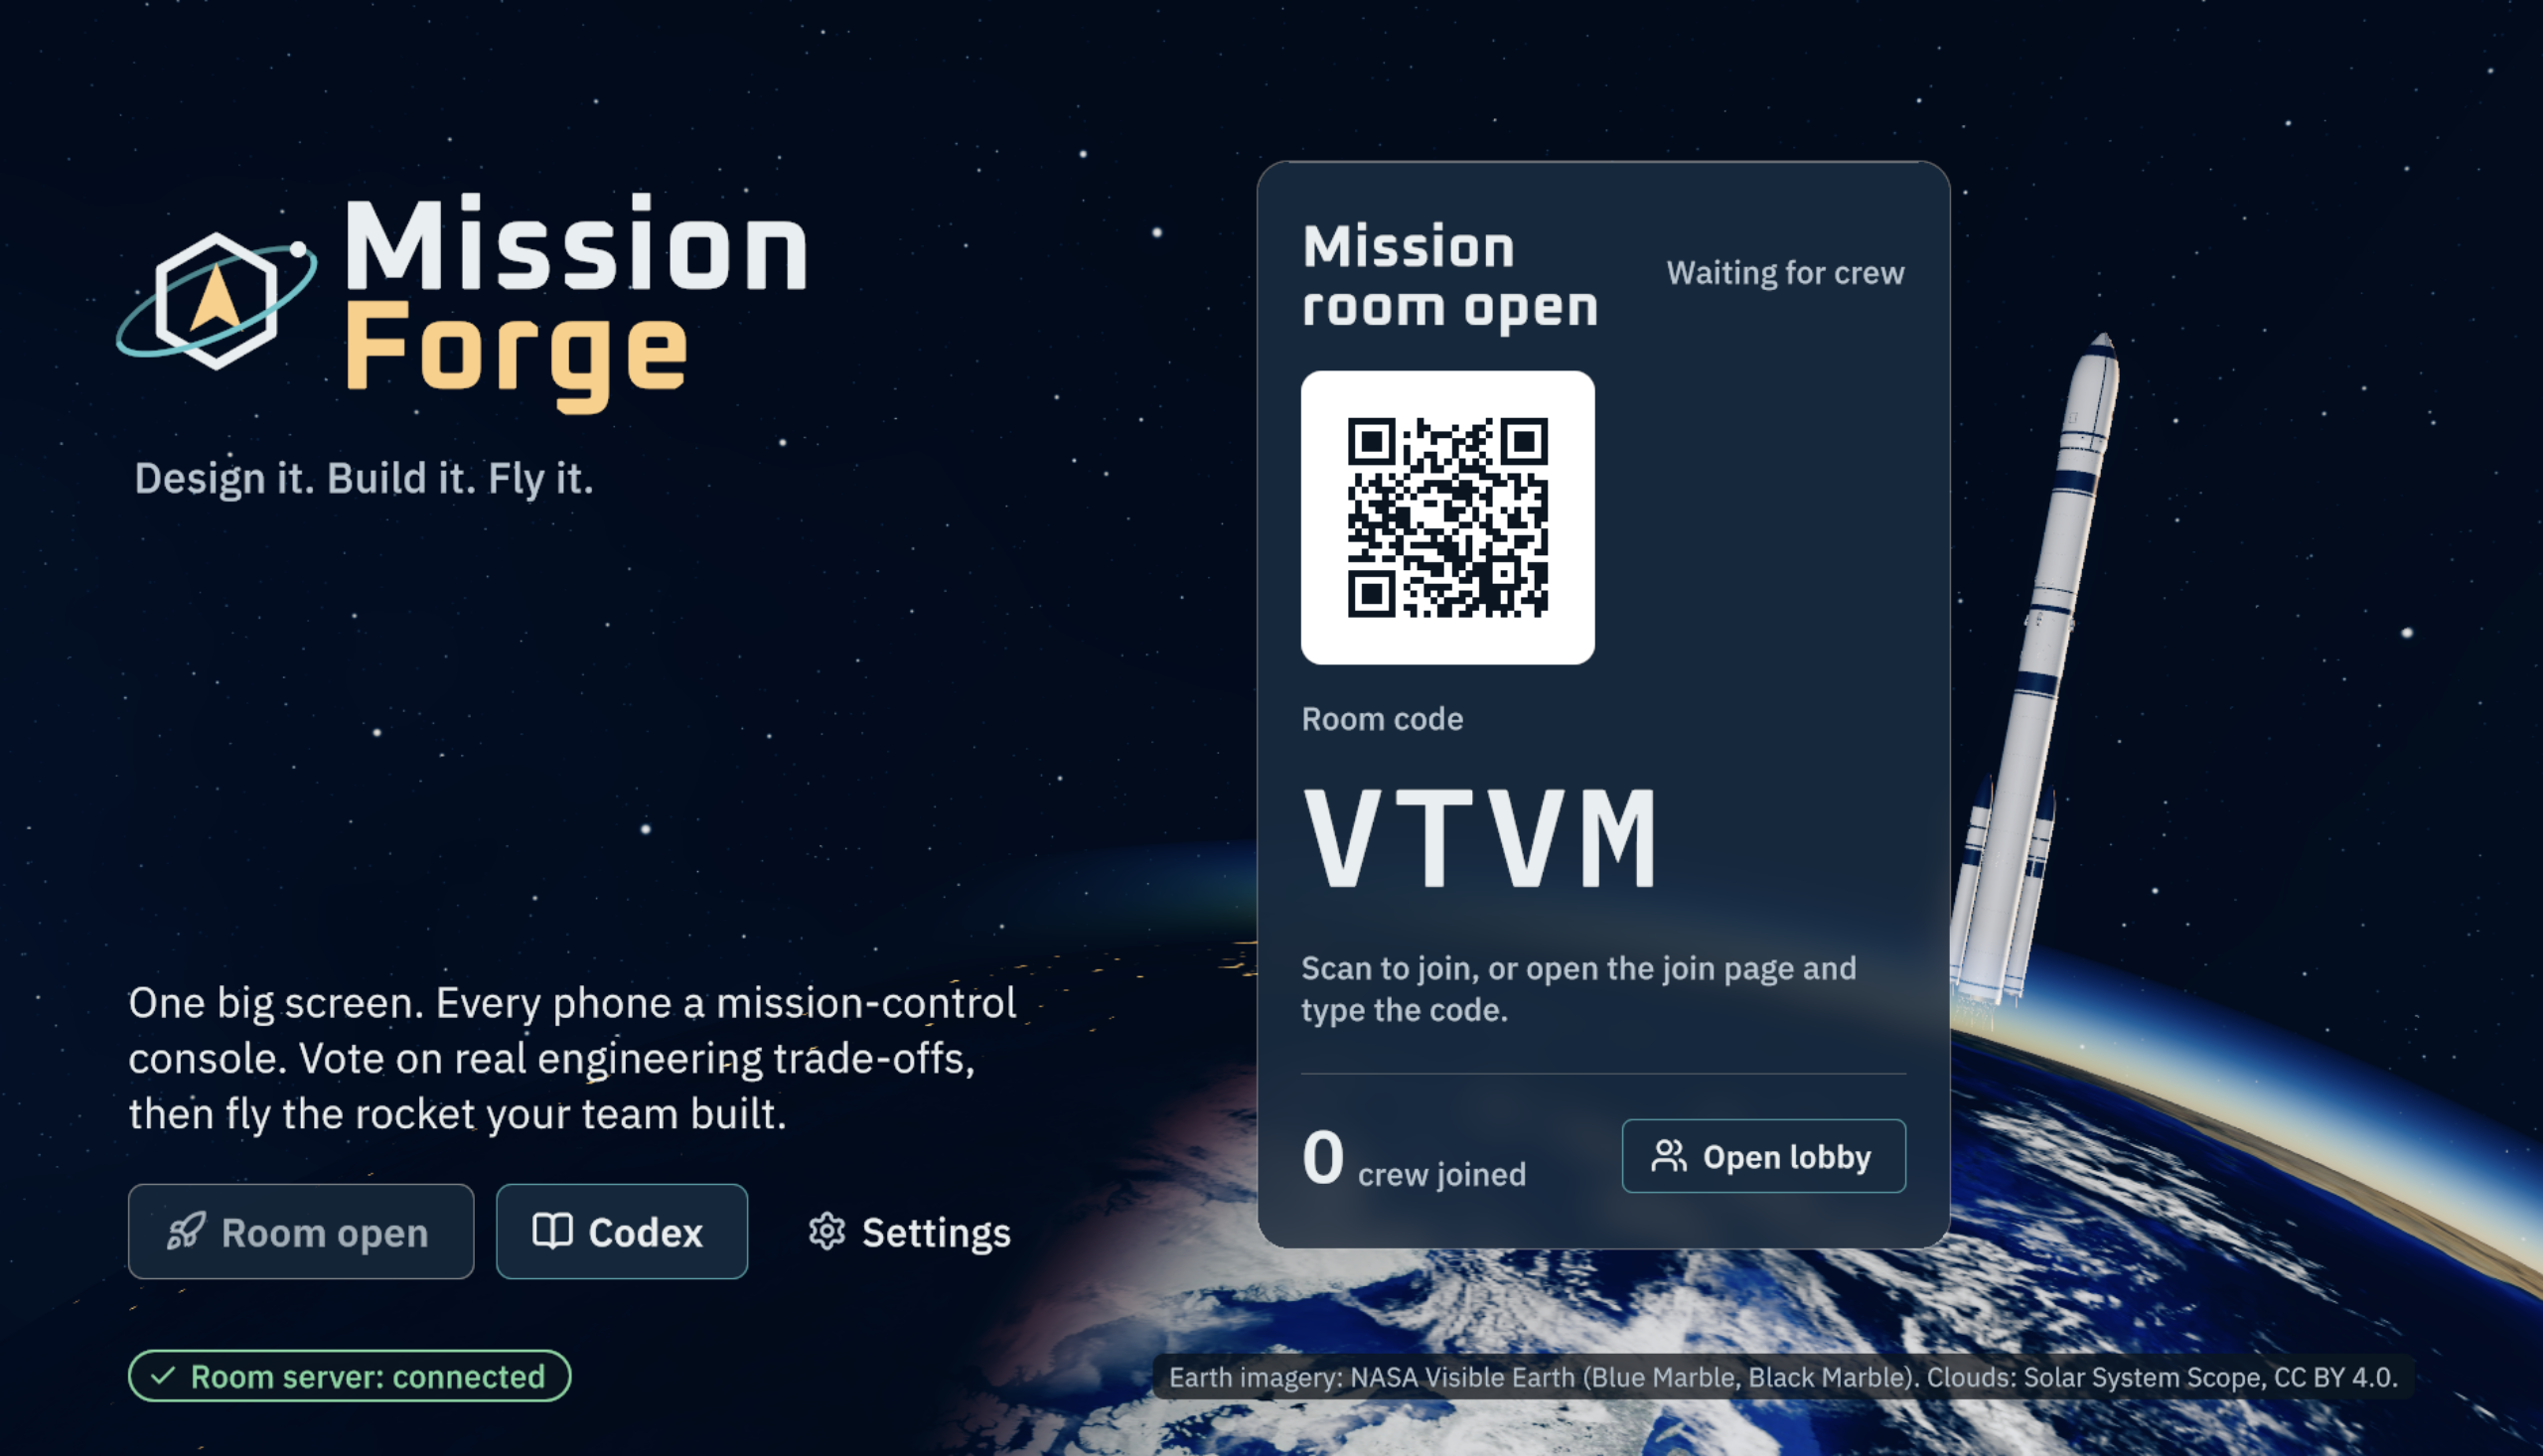 Mission
Forge
Design it. Build it. Fly it.
One big screen. Every phone a mission-control
console. Vote on real engineering trade-offs,
then fly the rocket your team built.
Room open
Codex
Settings
Room server: connected
Mission
room open
Waiting for crew
Room code
VTVM
Scan to join, or open the join page and
type the code.
0 crew joined
Open lobby
Earth imagery: NASA Visible Earth (Blue Marble, Black Marble). Clouds: Solar System Scope, CC BY 4.0.